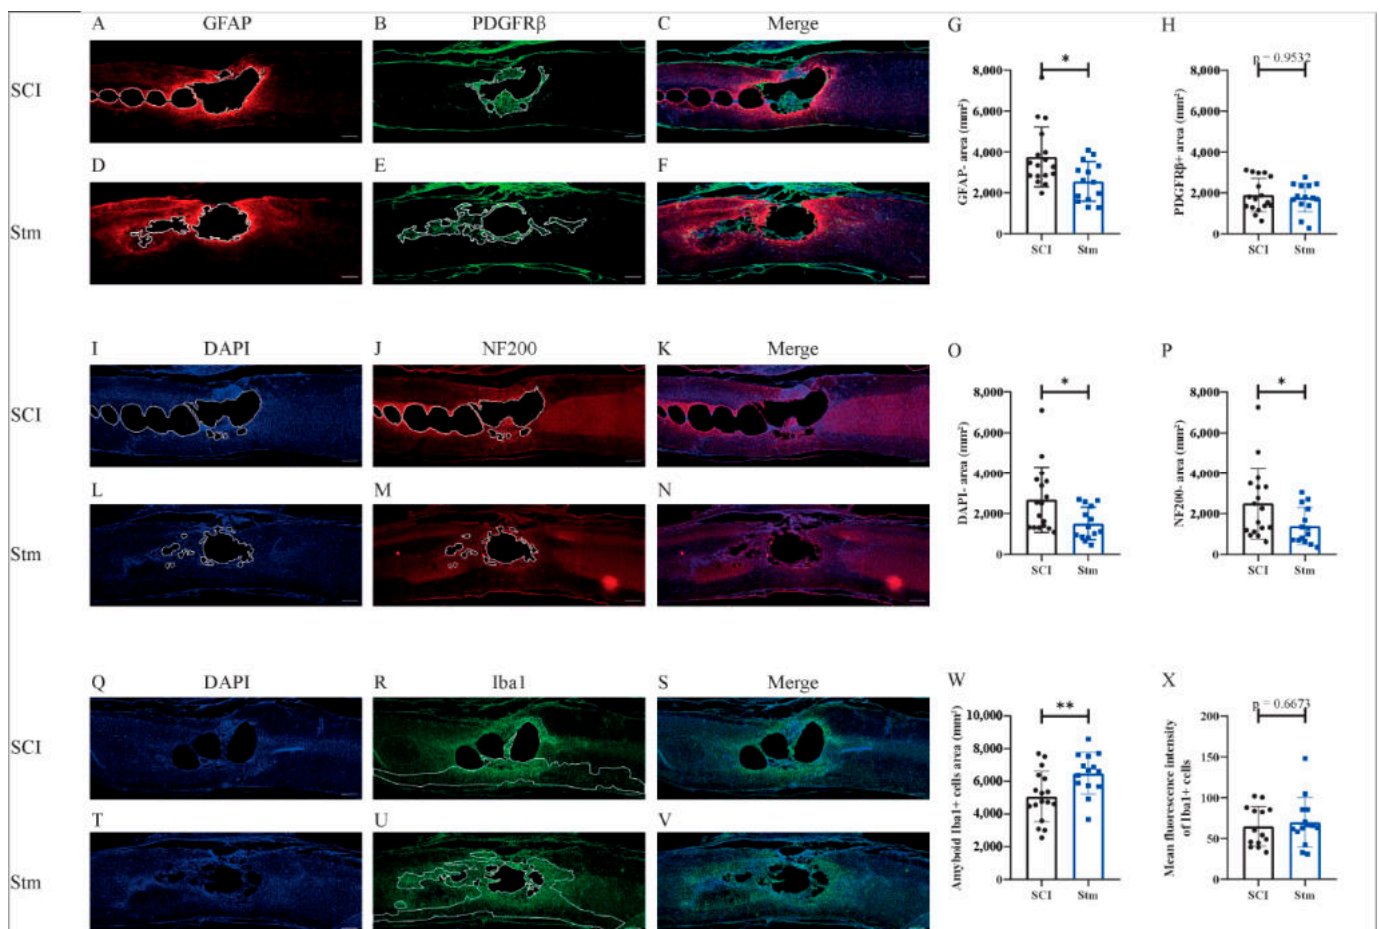 A GFAP B PDGFRβ C Merge G H
SCI
* p = 0.9532
GFAP- area (mm²)
8,000
6,000
4,000
2,000
0
SCI Stm
PDGFRβ+ area (mm²)
8,000
6,000
4,000
2,000
0
SCI Stm
D E F
Stm
I DAPI J NF200 K Merge O P
SCI
* *
DAPI- area (mm²)
8,000
6,000
4,000
2,000
0
SCI Stm
NF200- area (mm²)
8,000
6,000
4,000
2,000
0
SCI Stm
L M N
Stm
Q DAPI R Iba1 S Merge W X
SCI
** p = 0.6673
Amyboid Iba1+ cells area (mm²)
10,000
8,000
6,000
4,000
2,000
0
SCI Stm
Mean fluorescence intensity
of Iba1+ cells
200
150
100
50
0
SCI Stm
T U V
Stm